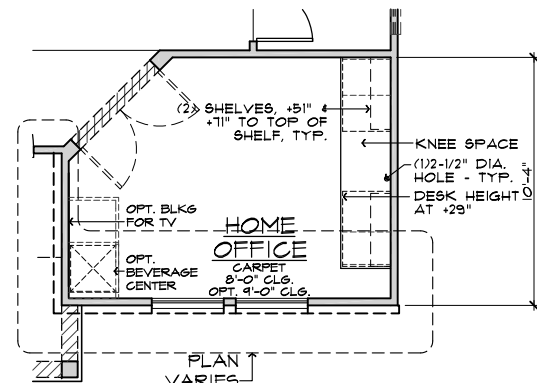 (2) SHELVES, +51"
+71" TO TOP OF
SHELF, TYP.
KNEE SPACE
(1)2-1/2" DIA.
HOLE - TYP.
DESK HEIGHT
AT +29"
10'-4"
OPT. BLKG
FOR TV
HOME
OFFICE
CARPET
8'-0" CLG.
OPT. 9'-0" CLG.
OPT.
BEVERAGE
CENTER
PLAN
VARIES